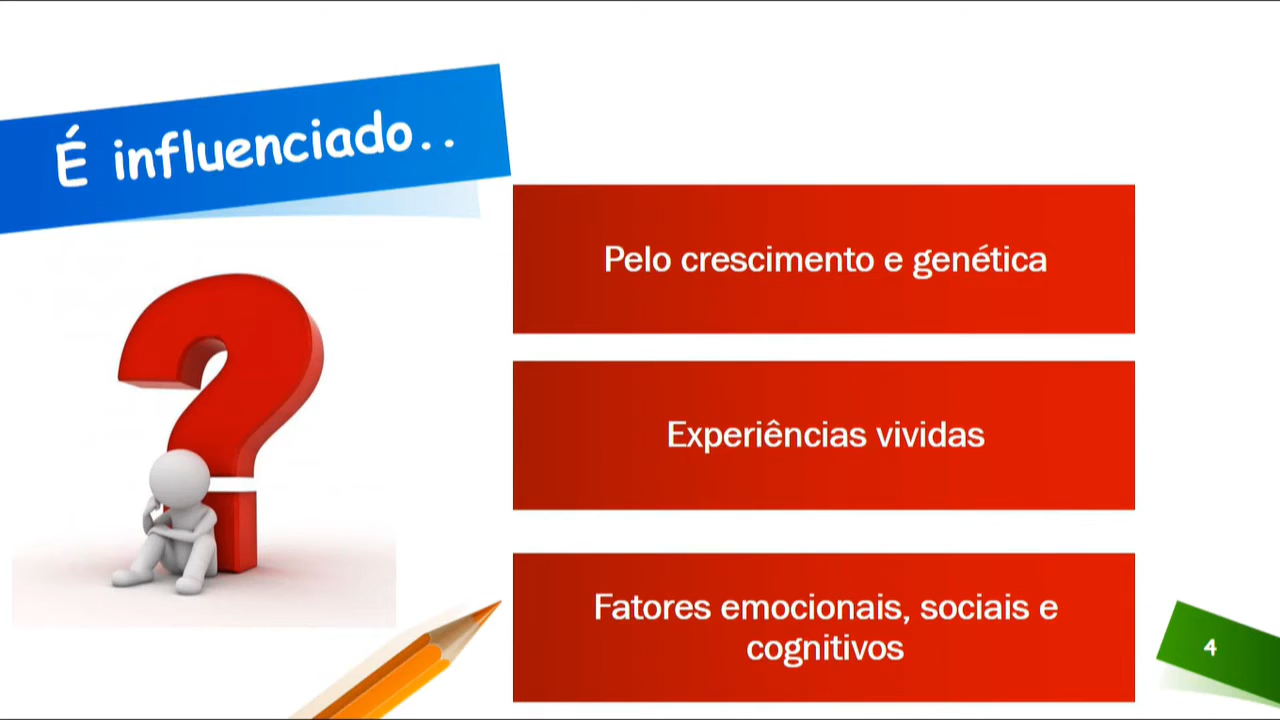 É influenciado..
Pelo crescimento e genética
Experiências vividas
Fatores emocionais, sociais e
cognitivos
4